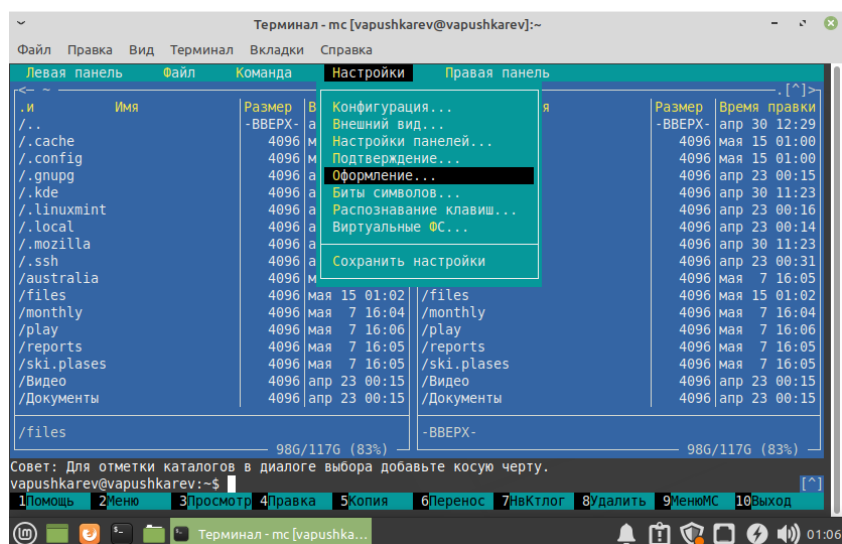 Терминал - mc [vapushkarev@vapushkarev]:~
Файл Правка Вид Терминал Вкладки Справка
Левая панель Файл Команда Настройки Правая панель
<— ~ .[^]>
.и Имя Размер В я Размер Время правки
/.. -ВВЕРХ- а -ВВЕРХ- апр 30 12:29
/.cache 4096 м 4096 мая 15 01:00
/.config 4096 м 4096 мая 15 01:00
/.gnupg 4096 а 4096 апр 23 00:15
/.kde 4096 а 4096 апр 30 11:23
/.linuxmint 4096 а 4096 апр 23 00:16
/.local 4096 а 4096 апр 23 00:14
/.mozilla 4096 а 4096 апр 30 11:23
/.ssh 4096 а 4096 апр 23 00:31
/australia 4096 м 4096 мая 7 16:05
/files 4096 мая 15 01:02 /files 4096 мая 15 01:02
/monthly 4096 мая 7 16:04 /monthly 4096 мая 7 16:04
/play 4096 мая 7 16:06 /play 4096 мая 7 16:06
/reports 4096 мая 7 16:05 /reports 4096 мая 7 16:05
/ski.plases 4096 мая 7 16:05 /ski.plases 4096 мая 7 16:05
/Видео 4096 апр 23 00:15 /Видео 4096 апр 23 00:15
/Документы 4096 апр 23 00:15 /Документы 4096 апр 23 00:15
Конфигурация...
Внешний вид...
Настройки панелей...
Подтверждение...
Оформление...
Биты символов...
Распознавание клавиш...
Виртуальные ФС...
Сохранить настройки
/files -ВВЕРХ-
98G/117G (83%) 98G/117G (83%)
Совет: Для отметки каталогов в диалоге выбора добавьте косую черту.
vapushkarev@vapushkarev:~$ [^]
1Помощь 2Меню 3Просмотр 4Правка 5Копия 6Перенос 7НвКтлог 8Удалить 9МенюМС 10Выход
Терминал - mc [vapushka... 01:06